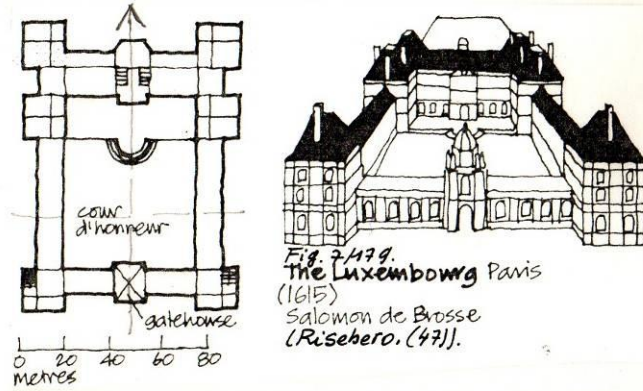 cour
d'honneur
gatehouse
0 20 40 60 80
metres
Fig. 7/179.
The Luxembourg Paris
(1615)
Salomon de Brosse
(Risebero. (47)).